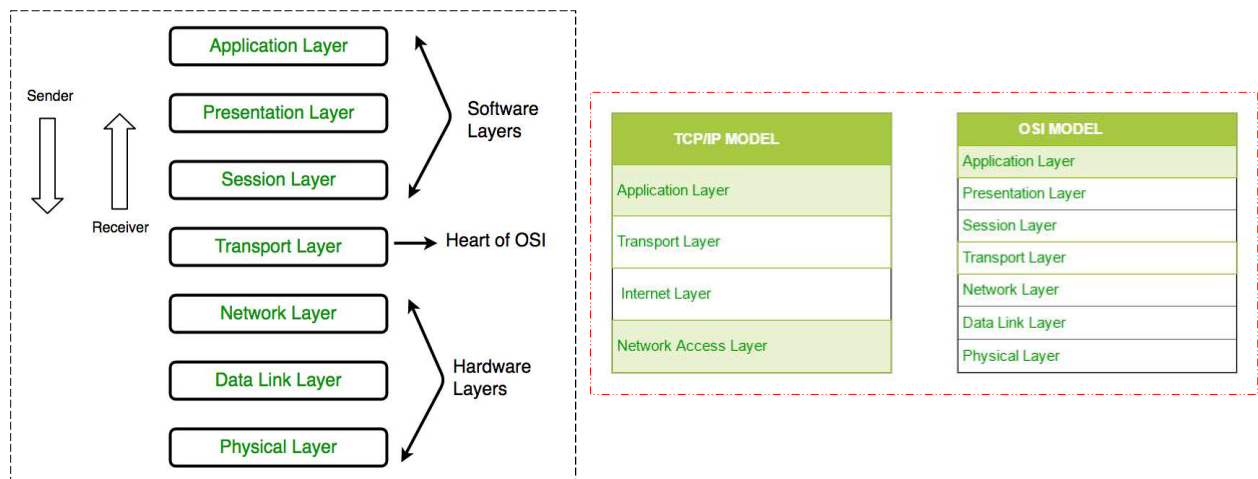 Application Layer
Presentation Layer
Session Layer
Transport Layer
Network Layer
Data Link Layer
Physical Layer
Sender
Receiver
Software
Layers
Heart of OSI
Hardware
Layers
TCP/IP MODEL
Application Layer
Transport Layer
Internet Layer
Network Access Layer
OSI MODEL
Application Layer
Presentation Layer
Session Layer
Transport Layer
Network Layer
Data Link Layer
Physical Layer